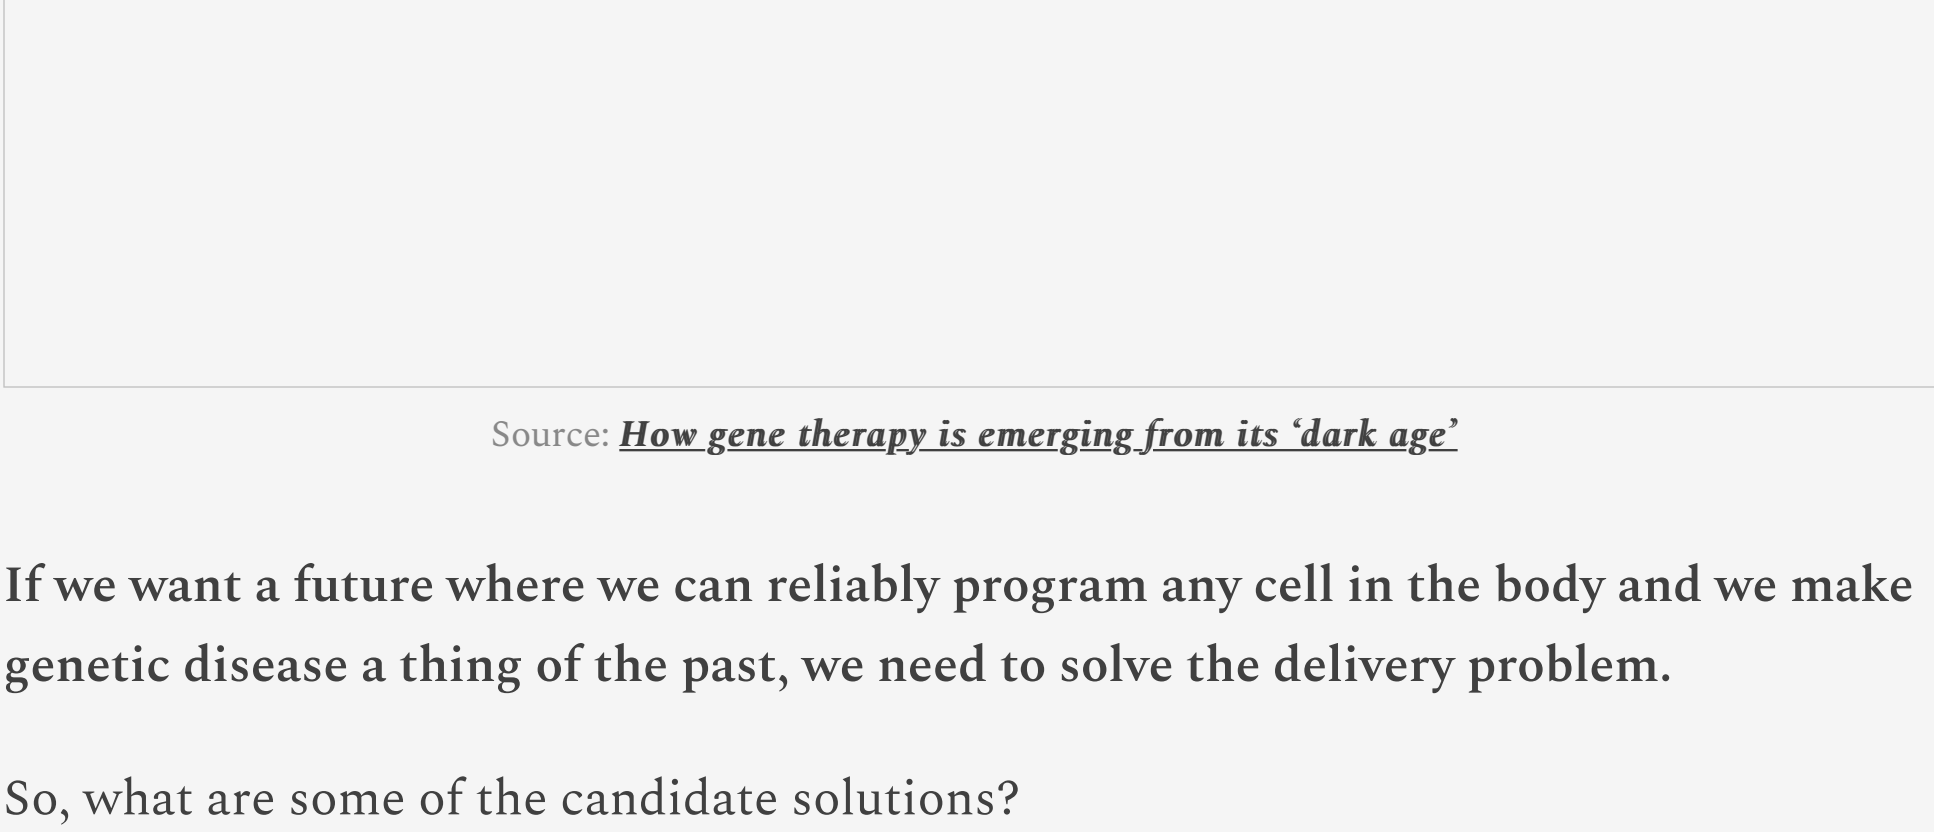 Source: How gene therapy is emerging from its ‘dark age’
If we want a future where we can reliably program any cell in the body and we make
genetic disease a thing of the past, we need to solve the delivery problem.
So, what are some of the candidate solutions?